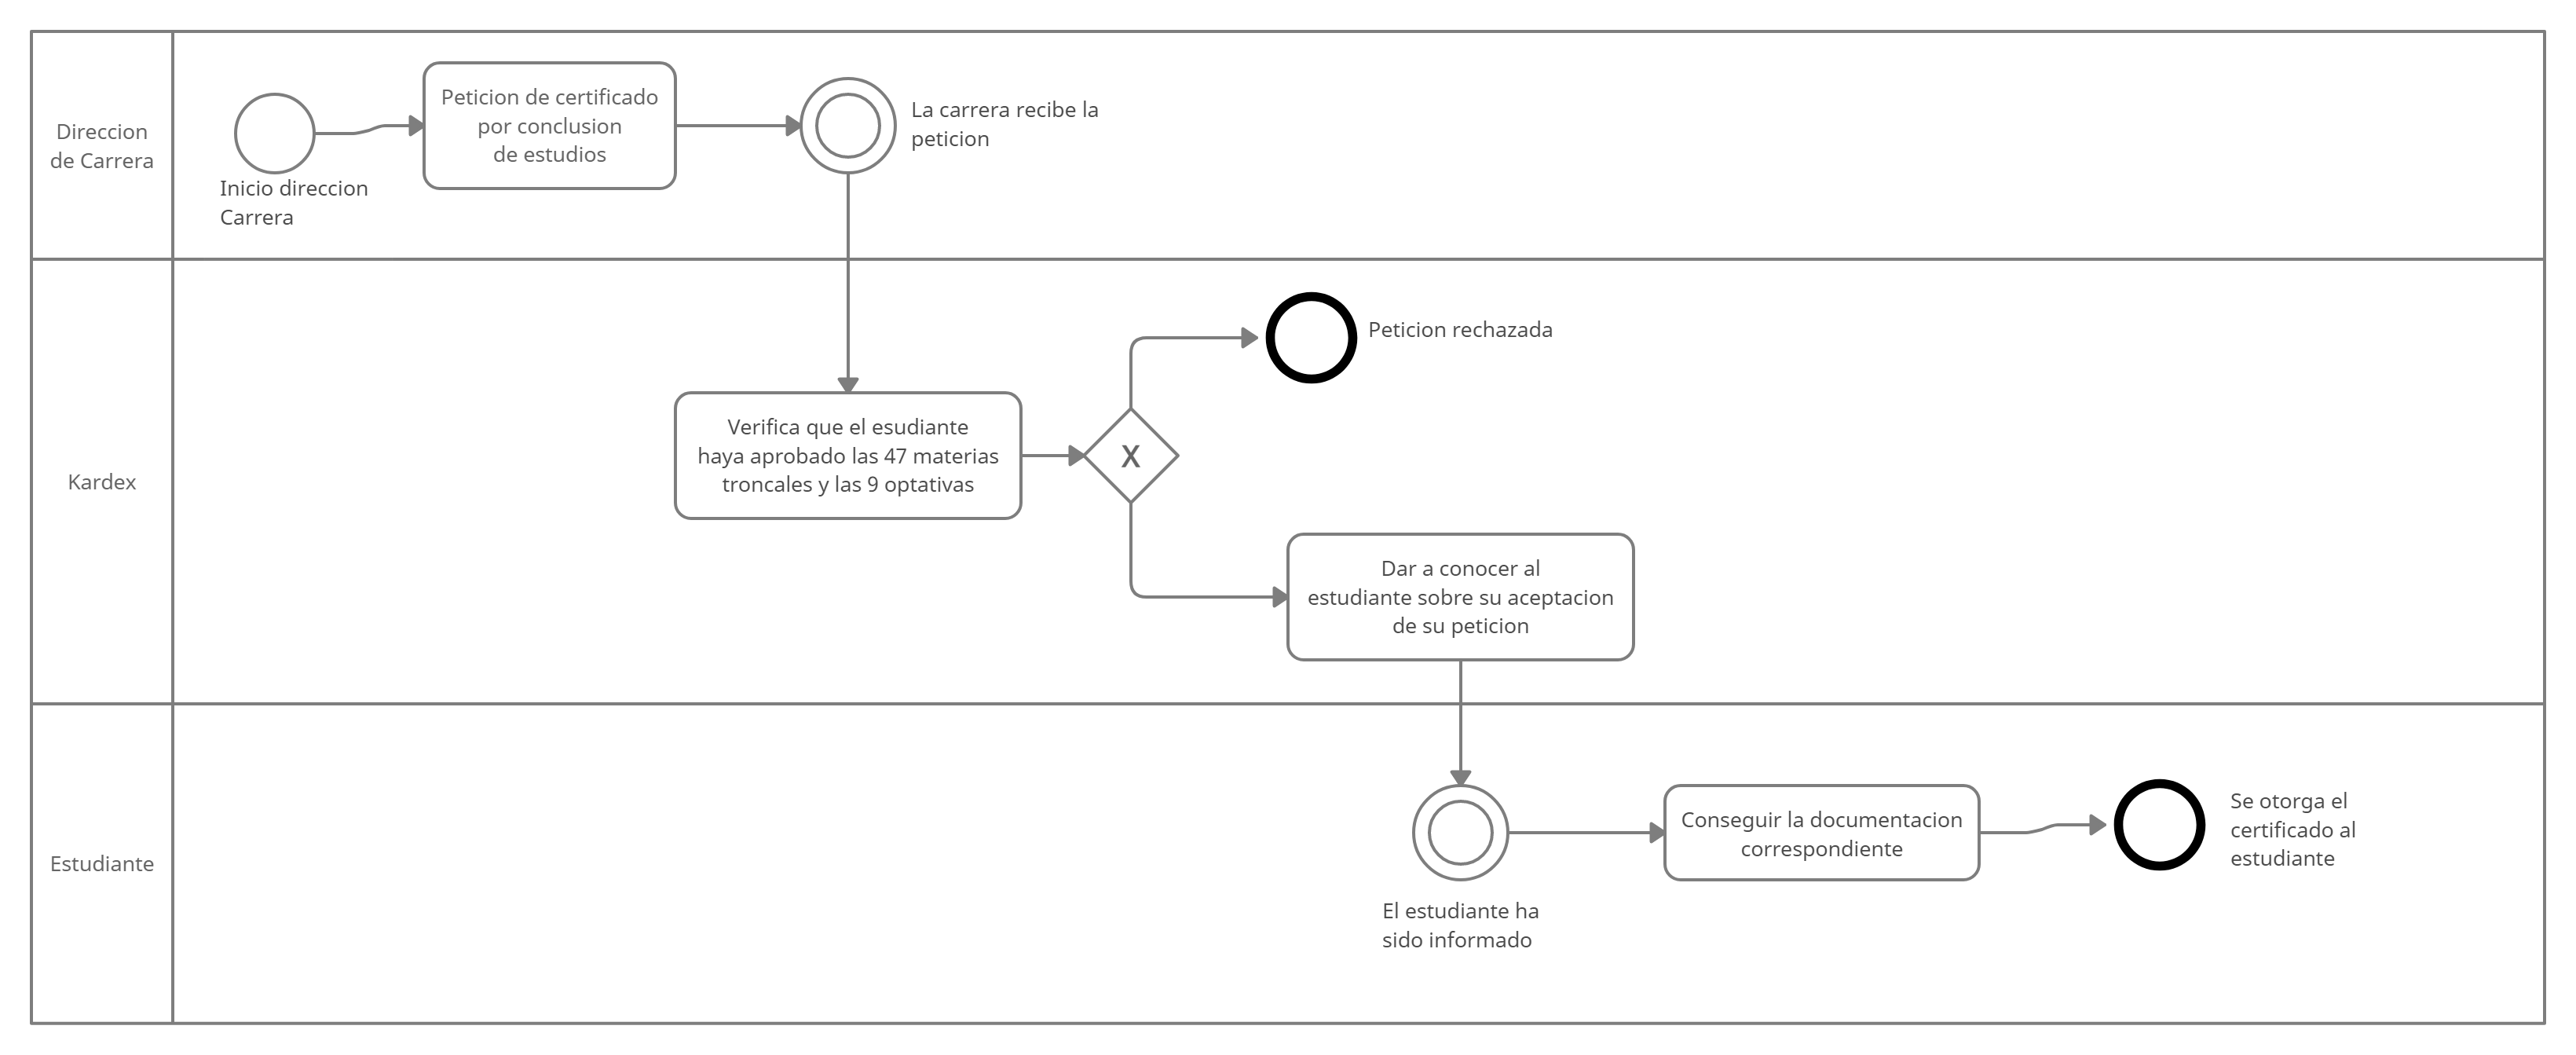 Direccion
de Carrera
Inicio direccion
Carrera
Peticion de certificado
por conclusion
de estudios
La carrera recibe la
peticion
Kardex
Verifica que el esudiante
haya aprobado las 47 materias
troncales y las 9 optativas
X
Peticion rechazada
Dar a conocer al
estudiante sobre su aceptacion
de su peticion
Estudiante
El estudiante ha
sido informado
Conseguir la documentacion
correspondiente
Se otorga el
certificado al
estudiante